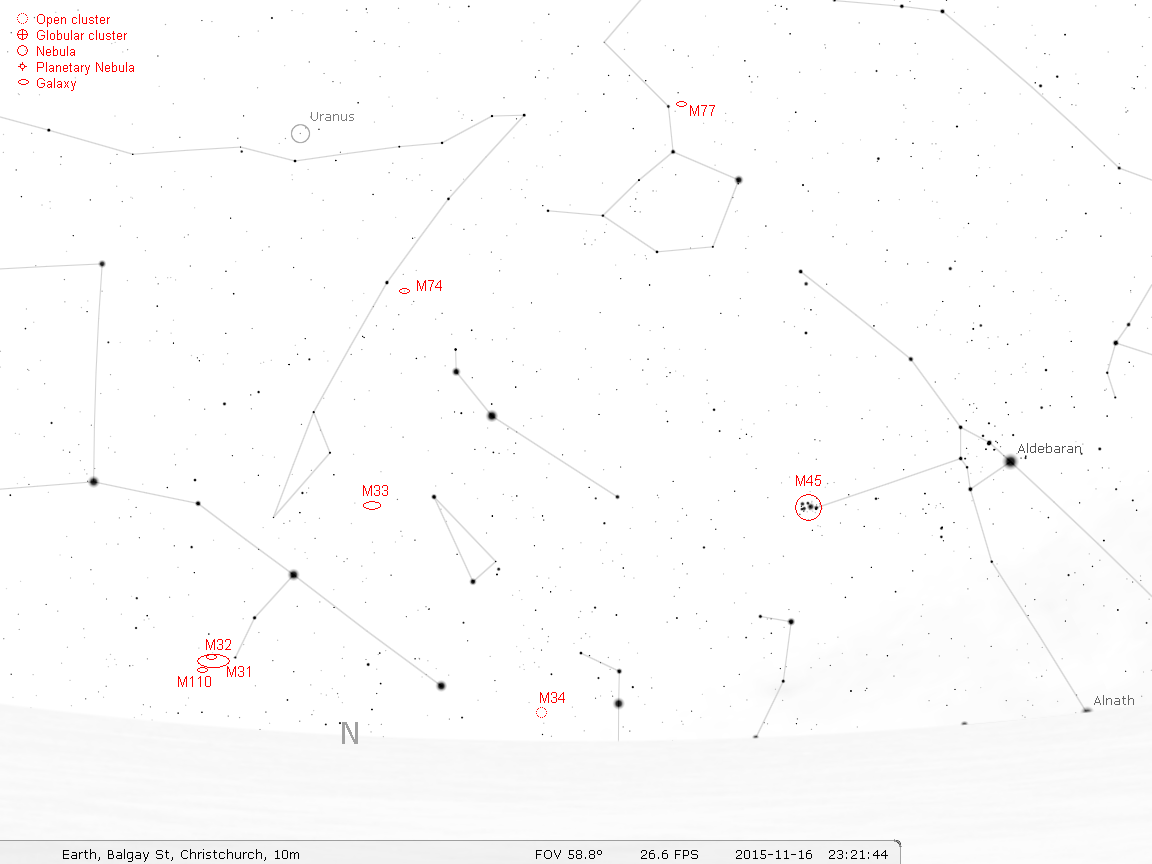 Open cluster
Globular cluster
Nebula
Planetary Nebula
Galaxy
Uranus
M77
M74
Aldebaran
M45
M33
M32
M31
M110
M34
Alnath
N
Earth, Balgay St, Christchurch, 10m FOV 58.8° 26.6 FPS 2015-11-16 23:21:44